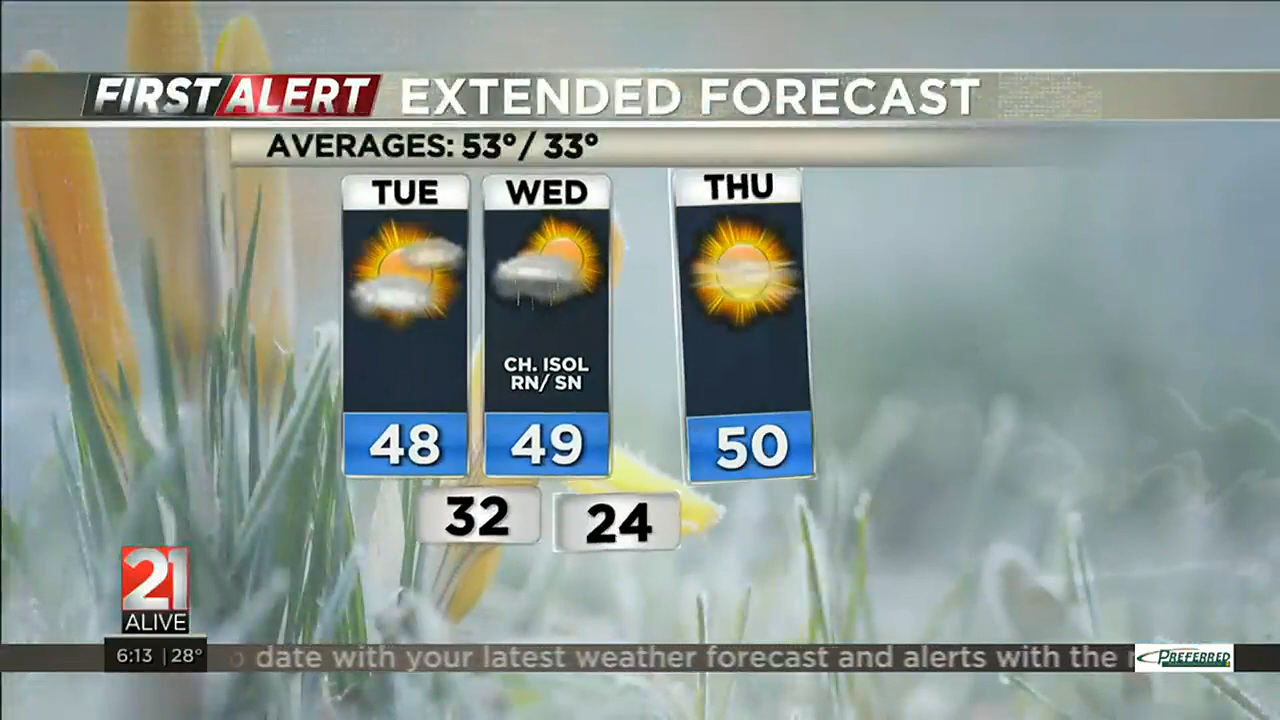 FIRST ALERT EXTENDED FORECAST
AVERAGES: 53°/ 33°
TUE
WED
THU
CH. ISOL
RN/ SN
48
49
50
32
24
21
ALIVE
6:13 | 28°
date with your latest weather forecast and alerts with the
PREFERRED